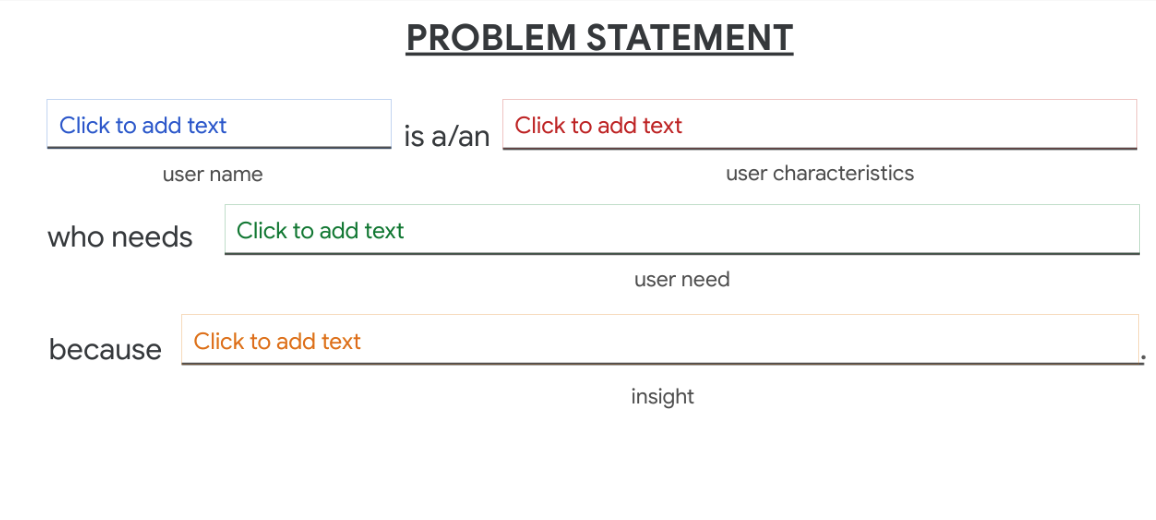 PROBLEM STATEMENT
Click to add text is a/an Click to add text
user name user characteristics
who needs Click to add text
user need
because Click to add text.
insight